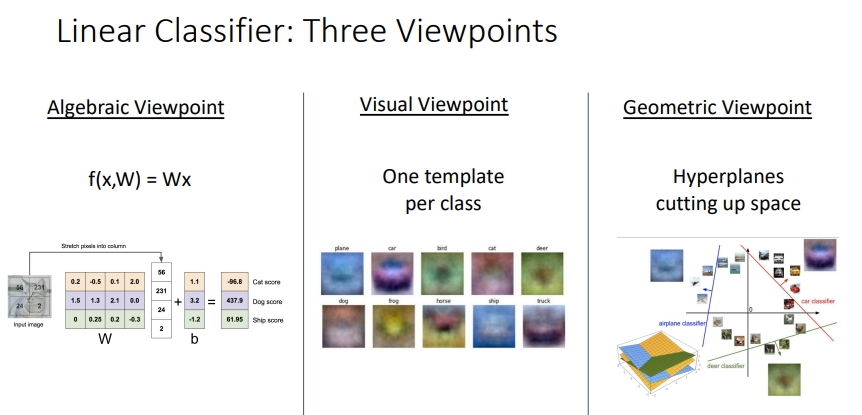 Linear Classifier: Three Viewpoints
Algebraic Viewpoint
f(x,W) = Wx
Stretch pixels into column
56 231
24 2
Input image
0.2 -0.5 0.1 2.0
1.5 1.3 2.1 0.0
0 0.25 0.2 -0.3
W
56
231
24
2
+
1.1
3.2
-1.2
b
=
-96.8 Cat score
437.9 Dog score
61.95 Ship score
Visual Viewpoint
One template
per class
plane car bird cat deer
dog frog horse ship truck
Geometric Viewpoint
Hyperplanes
cutting up space
car classifier
0
airplane classifier
deer classifier